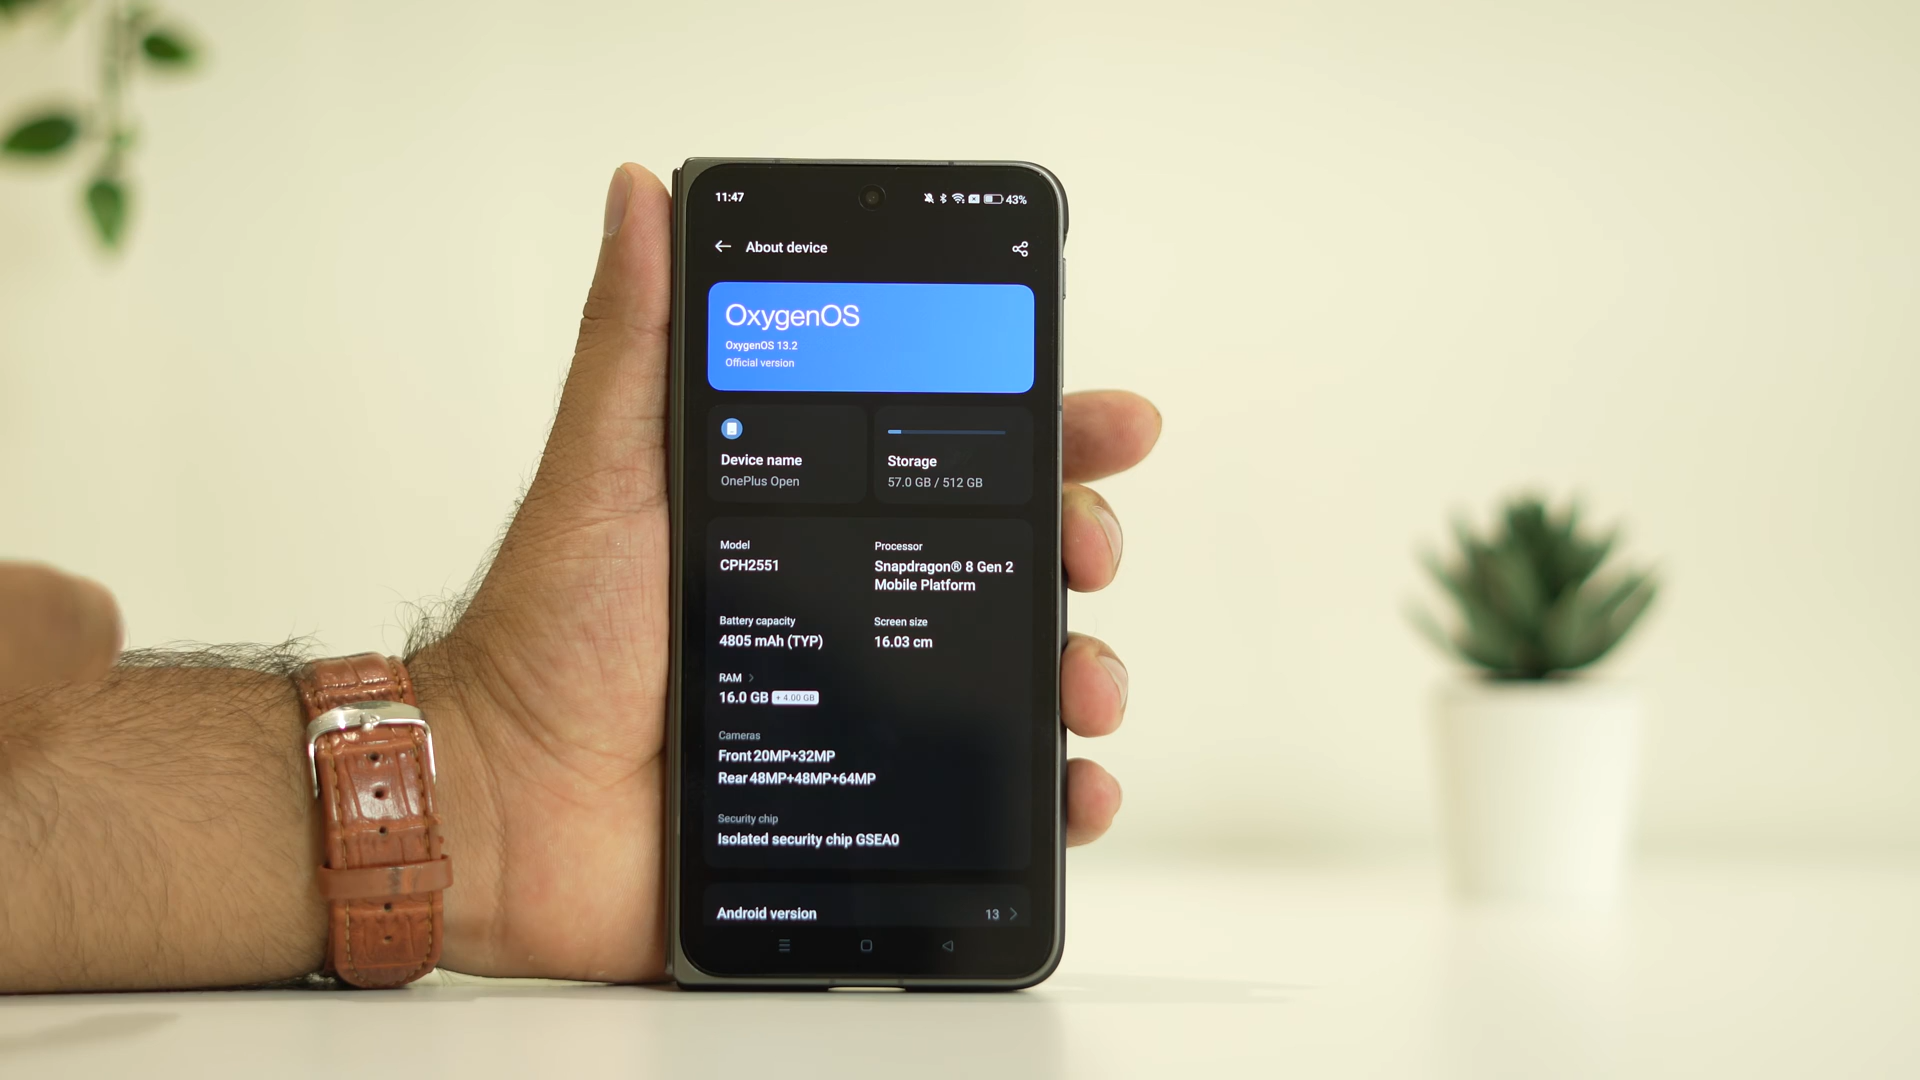 11:47
43%
About device
OxygenOS
OxygenOS 13.2
Official version
Device name
OnePlus Open
Storage
57.0 GB / 512 GB
Model
CPH2551
Processor
Snapdragon® 8 Gen 2
Mobile Platform
Battery capacity
4805 mAh (TYP)
Screen size
16.03 cm
RAM
16.0 GB + 4.00 GB
Cameras
Front 20MP+32MP
Rear 48MP+48MP+64MP
Security chip
Isolated security chip GSEA0
Android version
13